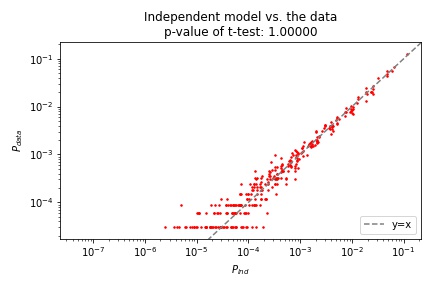 Independent model vs. the data
p-value of t-test: 1.00000
10⁻¹
10⁻²
10⁻³
10⁻⁴
P_data
y=x
10⁻⁷ 10⁻⁶ 10⁻⁵ 10⁻⁴ 10⁻³ 10⁻² 10⁻¹
P_ind